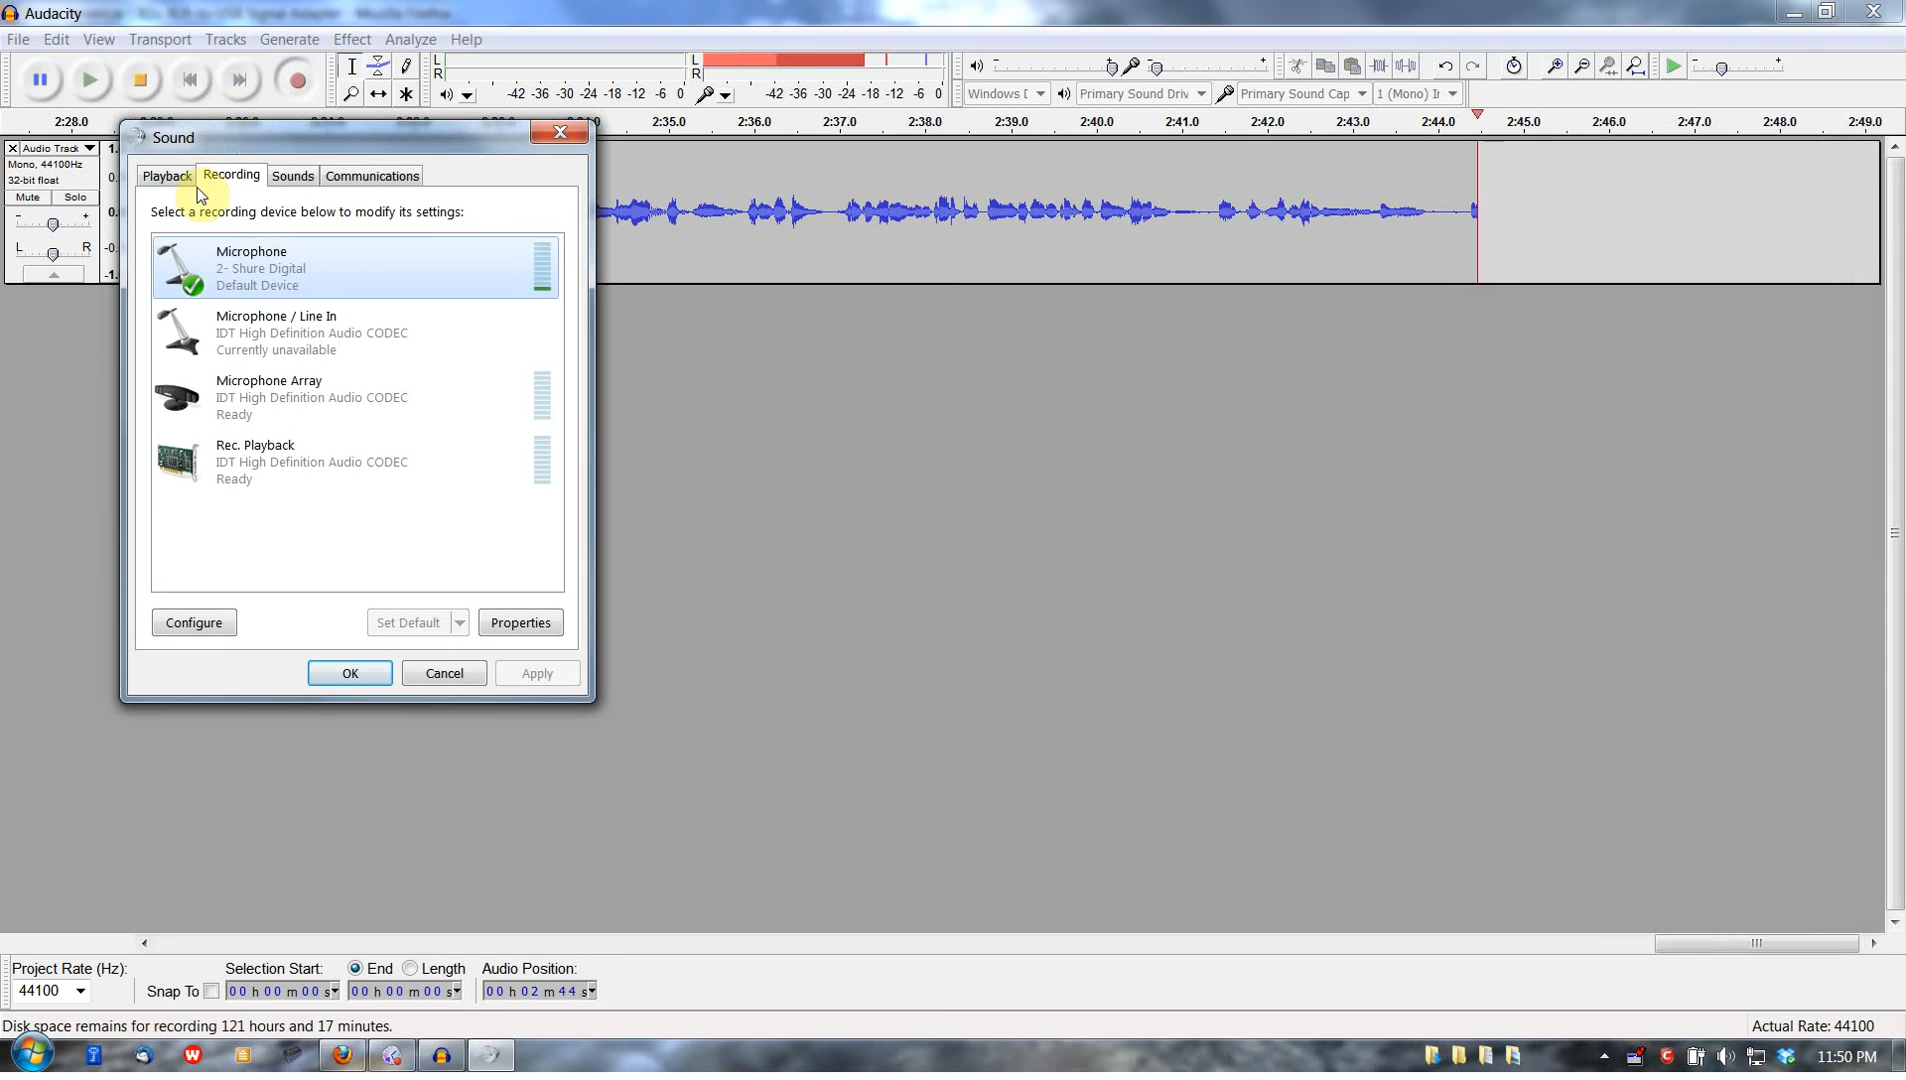 Audacity
File Edit View Transport Tracks Generate Effect Analyze Help
L
R
-42 -36 -30 -24 -18 -12 -6 0
L
R
-42 -36 -30 -24 -18 -12 -6 0
Windows D Primary Sound Driv Primary Sound Cap 1 (Mono) I
2:28.0 2:35.0 2:36.0 2:37.0 2:38.0 2:39.0 2:40.0 2:41.0 2:42.0 2:43.0 2:44.0 2:45.0 2:46.0 2:47.0 2:48.0 2:49.0
Audio Track
Mono, 44100Hz
32-bit float
Mute Solo
- +
L R
Sound
Playback Recording Sounds Communications
Select a recording device below to modify its settings:
Microphone
2- Shure Digital
Default Device
Microphone / Line In
IDT High Definition Audio CODEC
Currently unavailable
Microphone Array
IDT High Definition Audio CODEC
Ready
Rec. Playback
IDT High Definition Audio CODEC
Ready
Configure Set Default Properties
OK Cancel Apply
Project Rate (Hz): Selection Start: End Length Audio Position:
44100 Snap To 00 h 00 m 00 s 00 h 00 m 00 s 00 h 02 m 44 s
Disk space remains for recording 121 hours and 17 minutes. Actual Rate: 44100
11:50 PM